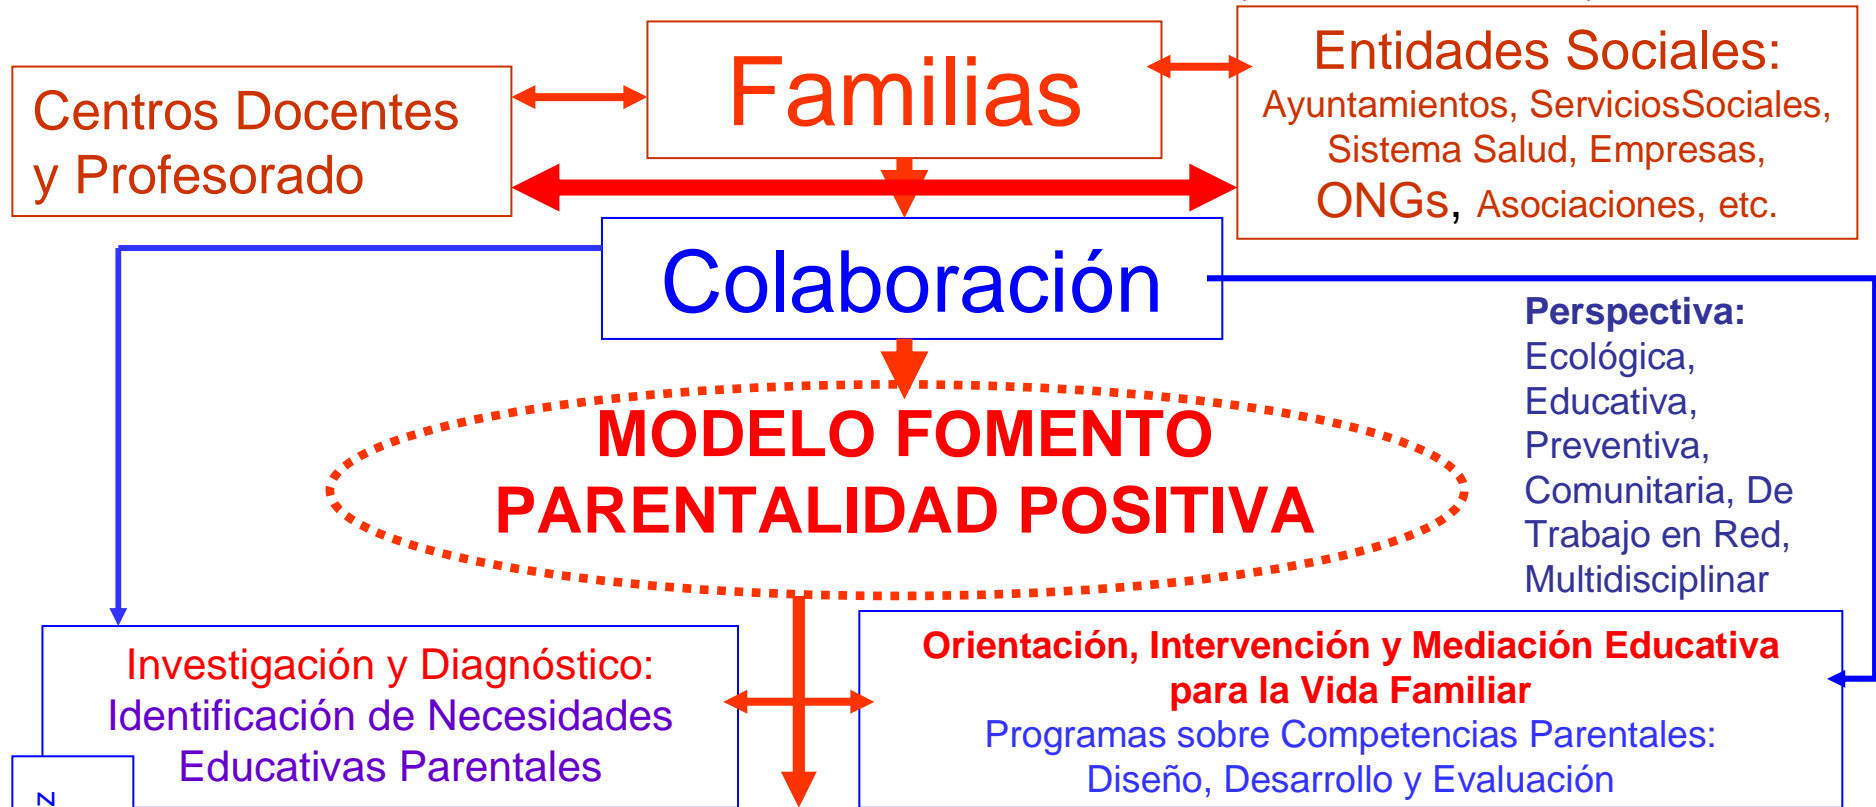 Familias
Centros Docentes
y Profesorado
Entidades Sociales:
Ayuntamientos, ServiciosSociales,
Sistema Salud, Empresas,
ONGs, Asociaciones, etc.
Colaboración
Perspectiva:
Ecológica,
Educativa,
Preventiva,
Comunitaria, De
Trabajo en Red,
Multidisciplinar
MODELO FOMENTO
PARENTALIDAD POSITIVA
Investigación y Diagnóstico:
Identificación de Necesidades
Educativas Parentales
Orientación, Intervención y Mediación Educativa
para la Vida Familiar
Programas sobre Competencias Parentales:
Diseño, Desarrollo y Evaluación